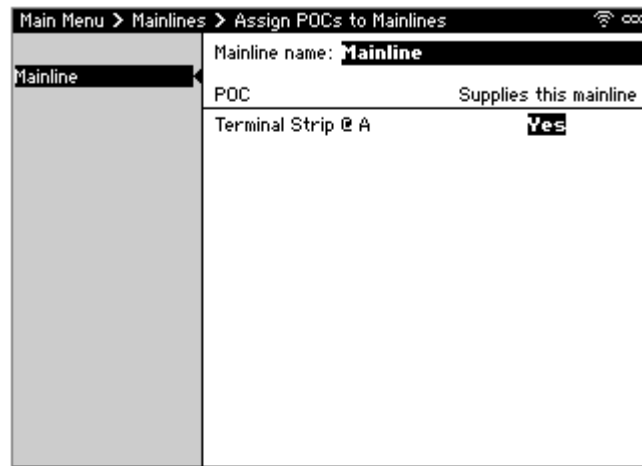 Main Menu > Mainlines > Assign POCs to Mainlines
Mainline
Mainline name: Mainline
POC Supplies this mainline
Terminal Strip @ A Yes